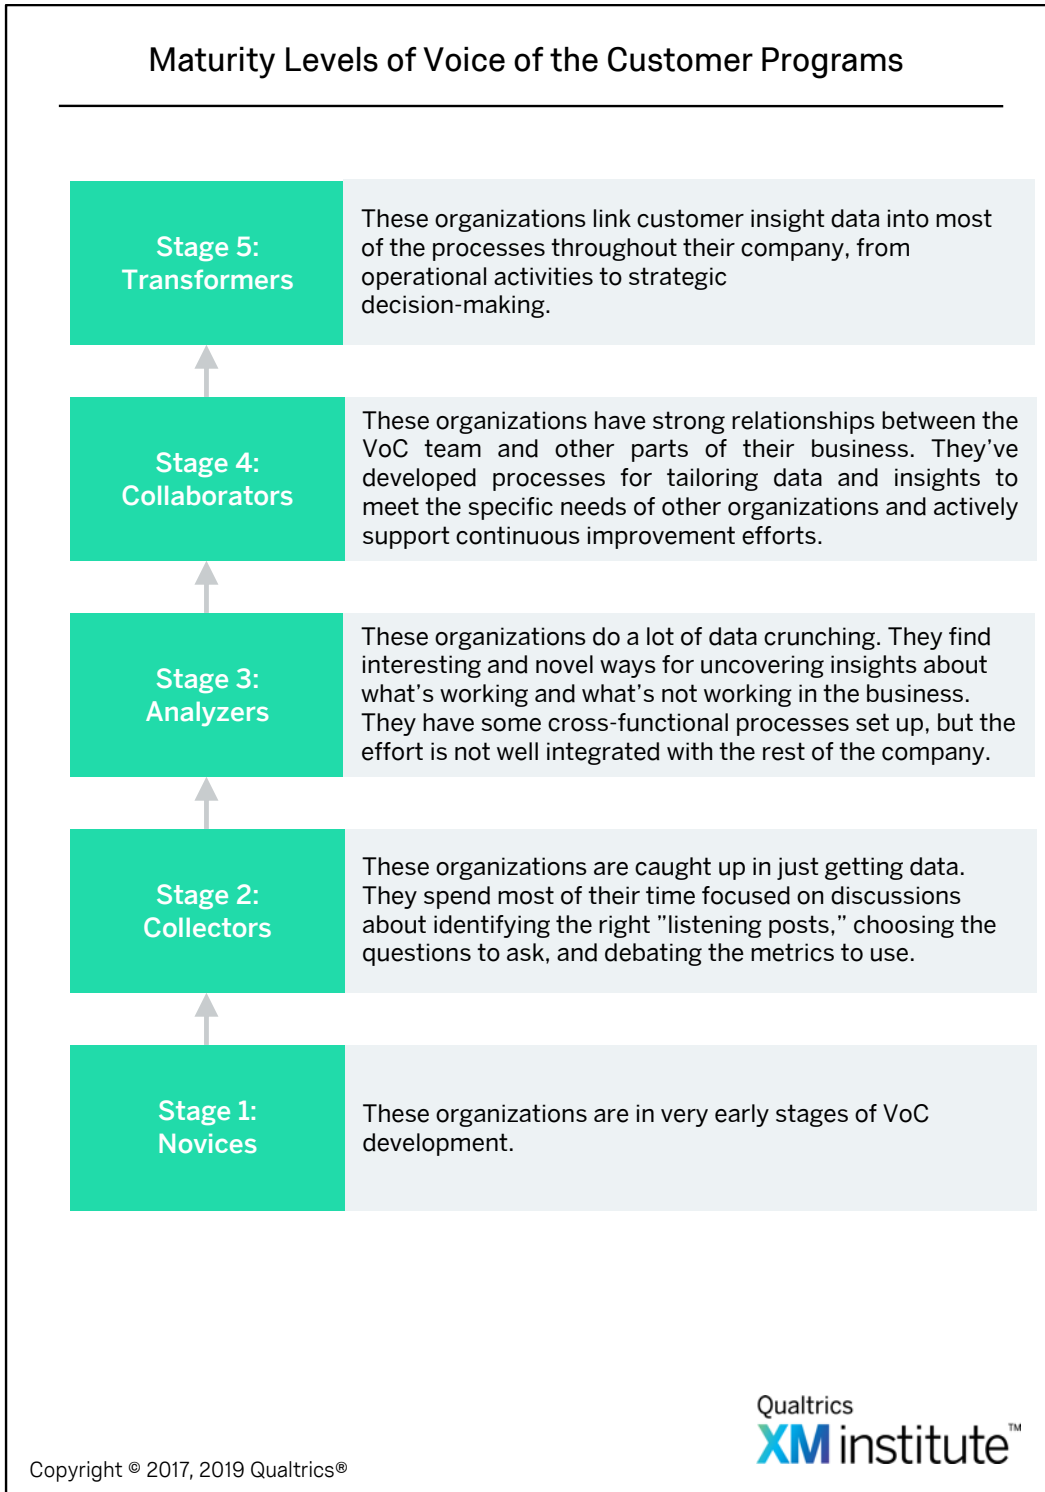 Maturity Levels of Voice of the Customer Programs
Stage 5:
Transformers
These organizations link customer insight data into most
of the processes throughout their company, from
operational activities to strategic
decision-making.
Stage 4:
Collaborators
These organizations have strong relationships between the
VoC team and other parts of their business. They’ve
developed processes for tailoring data and insights to
meet the specific needs of other organizations and actively
support continuous improvement efforts.
Stage 3:
Analyzers
These organizations do a lot of data crunching. They find
interesting and novel ways for uncovering insights about
what’s working and what’s not working in the business.
They have some cross-functional processes set up, but the
effort is not well integrated with the rest of the company.
Stage 2:
Collectors
These organizations are caught up in just getting data.
They spend most of their time focused on discussions
about identifying the right ”listening posts,” choosing the
questions to ask, and debating the metrics to use.
Stage 1:
Novices
These organizations are in very early stages of VoC
development.
Qualtrics
XM institute™
Copyright © 2017, 2019 Qualtrics®